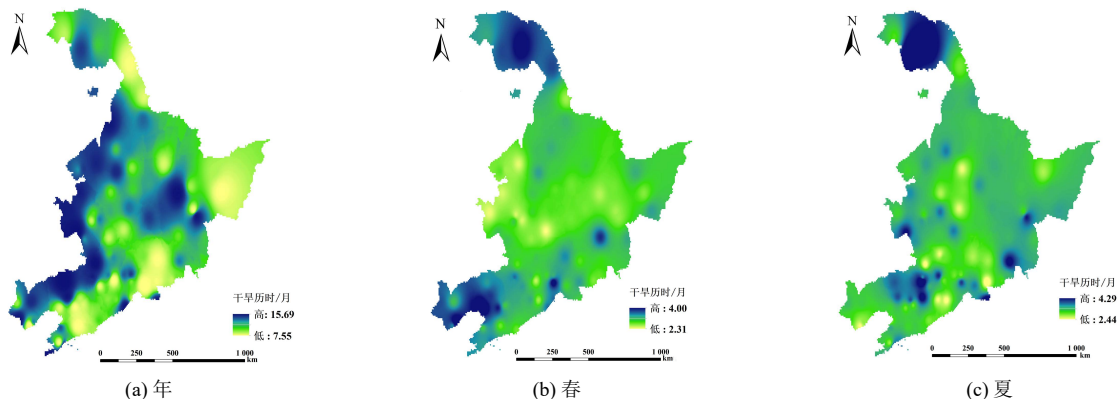 N
干旱历时/月
高: 15.69
低 : 7.55
0 250 500 1 000
km
(a) 年
N
干旱历时/月
高 : 4.00
低 : 2.31
0 250 500 1 000
km
(b) 春
N
干旱历时/月
高 : 4.29
低 : 2.44
0 250 500 1 000
km
(c) 夏